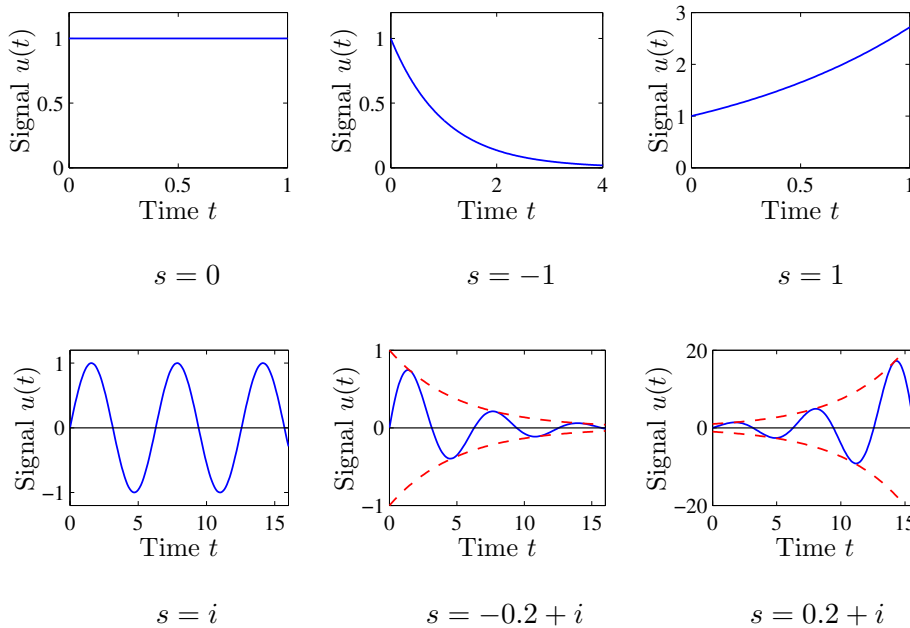 Signal u(t)
1
0.5
0
0 0.5 1
Time t
s = 0
Signal u(t)
1
0.5
0
0 2 4
Time t
s = −1
Signal u(t)
3
2
1
0
0 0.5 1
Time t
s = 1
Signal u(t)
1
0
−1
0 5 10 15
Time t
s = i
Signal u(t)
1
0
−1
0 5 10 15
Time t
s = −0.2 + i
Signal u(t)
20
0
−20
0 5 10 15
Time t
s = 0.2 + i